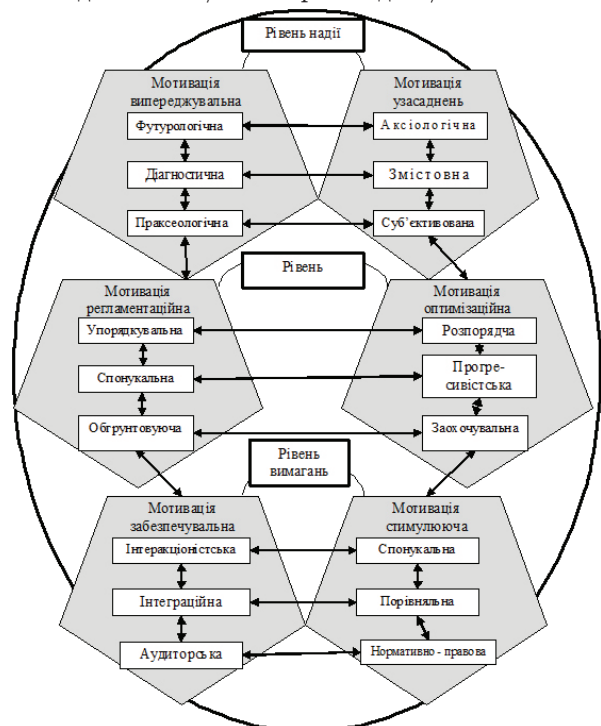 Рівень надії
Мотивація
випереджувальна
Мотивація
узасаднень
Футурологічна
Аксіологічна
Діагностична
Змістовна
Праксеологічна
Суб’єктивована
Рівень
Мотивація
регламентаційна
Мотивація
оптимізаційна
Упорядкувальна
Розпорядча
Спонукальна
Прогре-
сивістська
Обгрунтовуюча
Заохочувальна
Рівень
вимагань
Мотивація
забезпечувальна
Мотивація
стимулююча
Інтеракціоністська
Спонукальна
Інтеграційна
Порівняльна
Аудиторська
Нормативно - правова